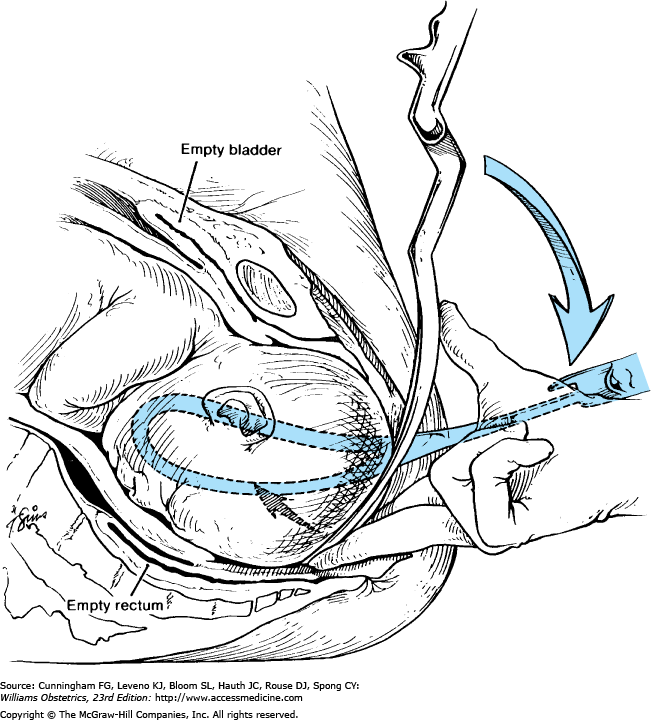 Empty bladder
Empty rectum
Source: Cunningham FG, Leveno KJ, Bloom SL, Hauth JC, Rouse DJ, Spong CY:
Williams Obstetrics, 23rd Edition: http://www.accessmedicine.com
Copyright © The McGraw-Hill Companies, Inc. All rights reserved.